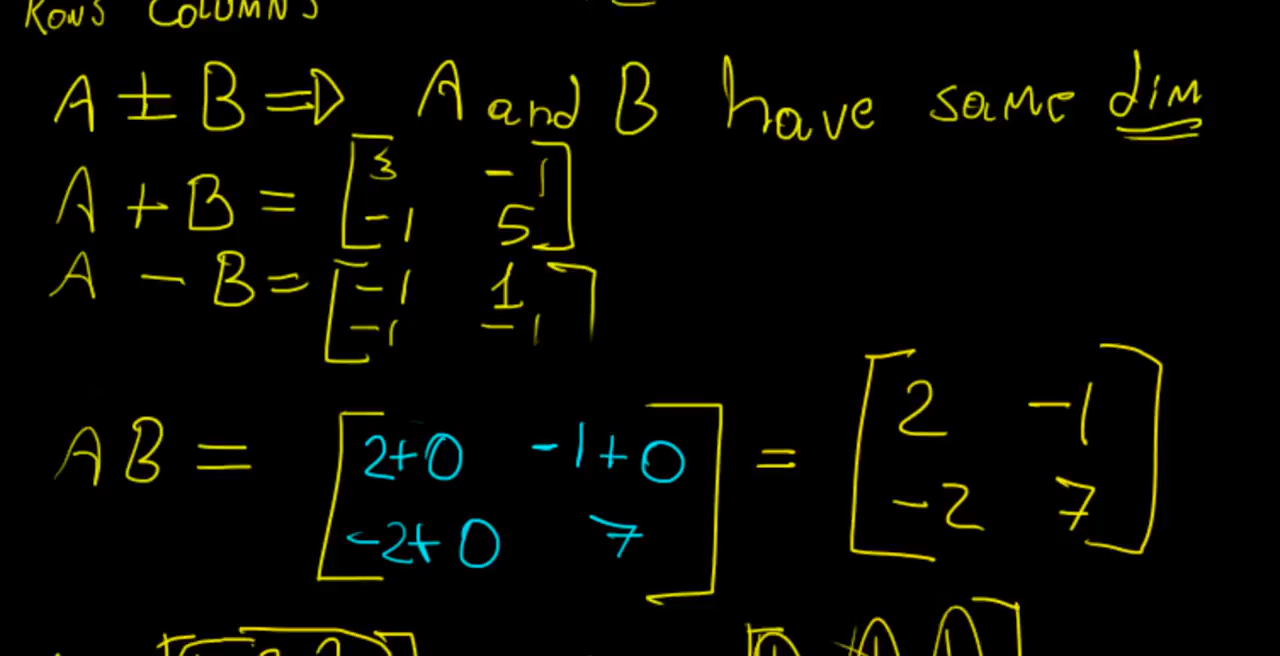 ROWS COLUMNS
A ± B ⇒ A and B have same dim
A + B = [3 -1
-1 5]
A - B = [-1 1
-1 -1]
AB = [2+0 -1+0
-2+0 7] = [2 -1
-2 7]